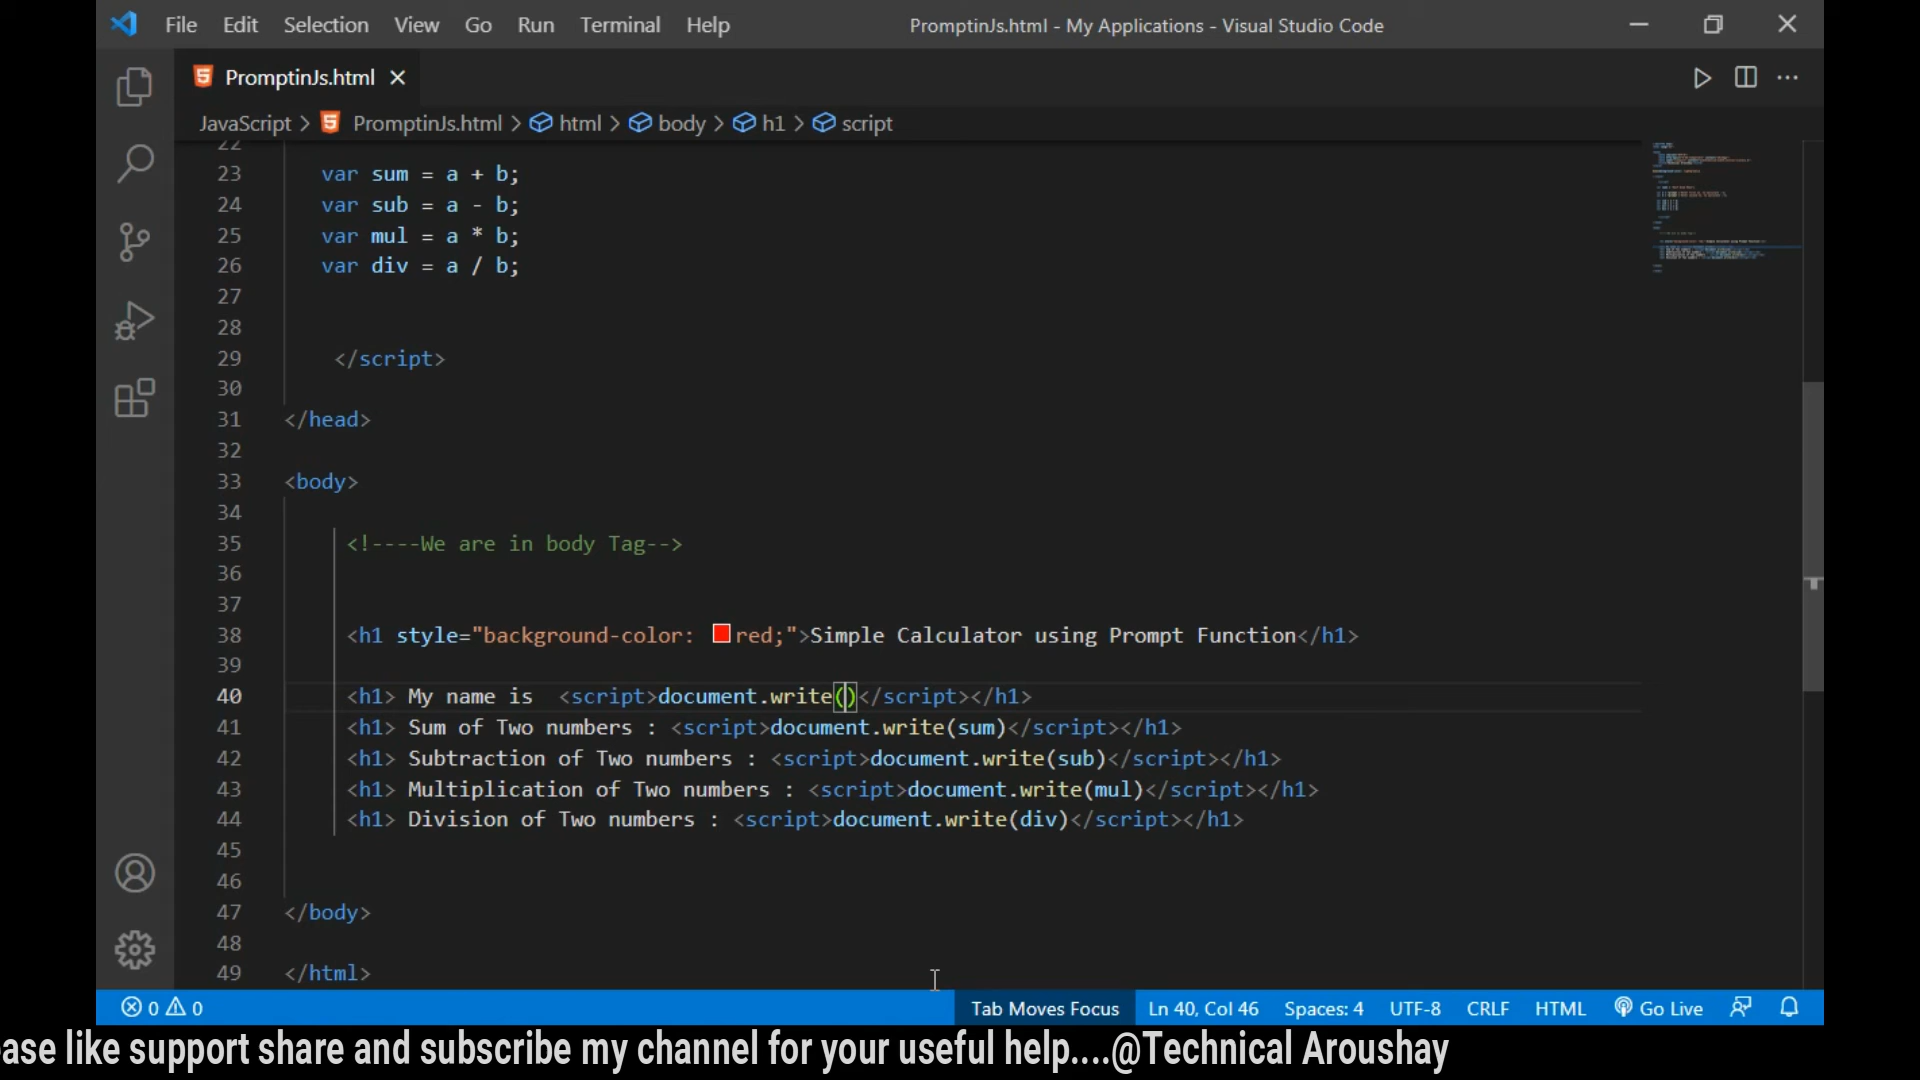 File Edit Selection View Go Run Terminal Help PromptinJs.html - My Applications - Visual Studio Code
PromptinJs.html
JavaScript > PromptinJs.html > html > body > h1 > script
22
23 var sum = a + b;
24 var sub = a - b;
25 var mul = a * b;
26 var div = a / b;
27
28
29 </script>
30
31 </head>
32
33 <body>
34
35 <!----We are in body Tag-->
36
37
38 <h1 style="background-color: red;">Simple Calculator using Prompt Function</h1>
39
40 <h1> My name is <script>document.write()</script></h1>
41 <h1> Sum of Two numbers : <script>document.write(sum)</script></h1>
42 <h1> Subtraction of Two numbers : <script>document.write(sub)</script></h1>
43 <h1> Multiplication of Two numbers : <script>document.write(mul)</script></h1>
44 <h1> Division of Two numbers : <script>document.write(div)</script></h1>
45
46
47 </body>
48
49 </html>
0 0 Tab Moves Focus Ln 40, Col 46 Spaces: 4 UTF-8 CRLF HTML Go Live
ase like support share and subscribe my channel for your useful help....@Technical Aroushay